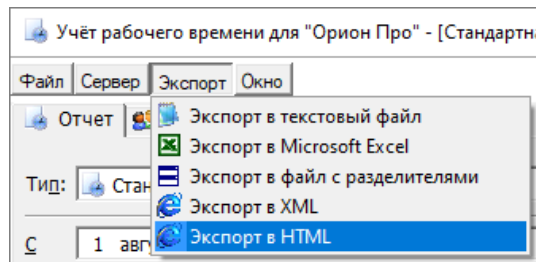 Учёт рабочего времени для "Орион Про" - [Стандартна
Файл Сервер Экспорт Окно
Отчет
Экспорт в текстовый файл
Экспорт в Microsoft Excel
Тип: Стан
Экспорт в файл с разделителями
Экспорт в XML
Экспорт в HTML
С 1 авг